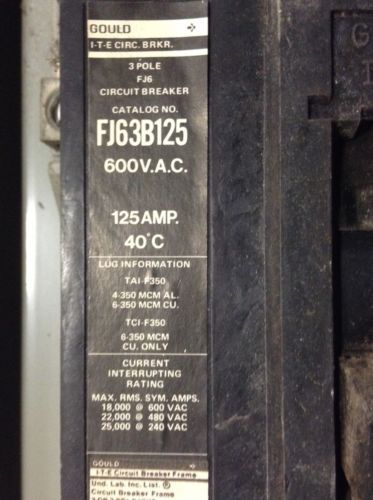 GOULD
I-T-E CIRC. BRKR.
3 POLE
FJ6
CIRCUIT BREAKER
CATALOG NO.
FJ63B125
600V.A.C.
125AMP.
40°C
LUG INFORMATION
TAI-F350
4-350 MCM AL.
6-350 MCM CU.
TCI-F350
6-350 MCM
CU. ONLY
CURRENT
INTERRUPTING
RATING
MAX. RMS. SYM. AMPS.
18,000 @ 600 VAC
22,000 @ 480 VAC
25,000 @ 240 VAC
GOULD
I-T-E Circuit Breaker Frame
Und. Lab. Inc. List. ®
Circuit Breaker Frame
G